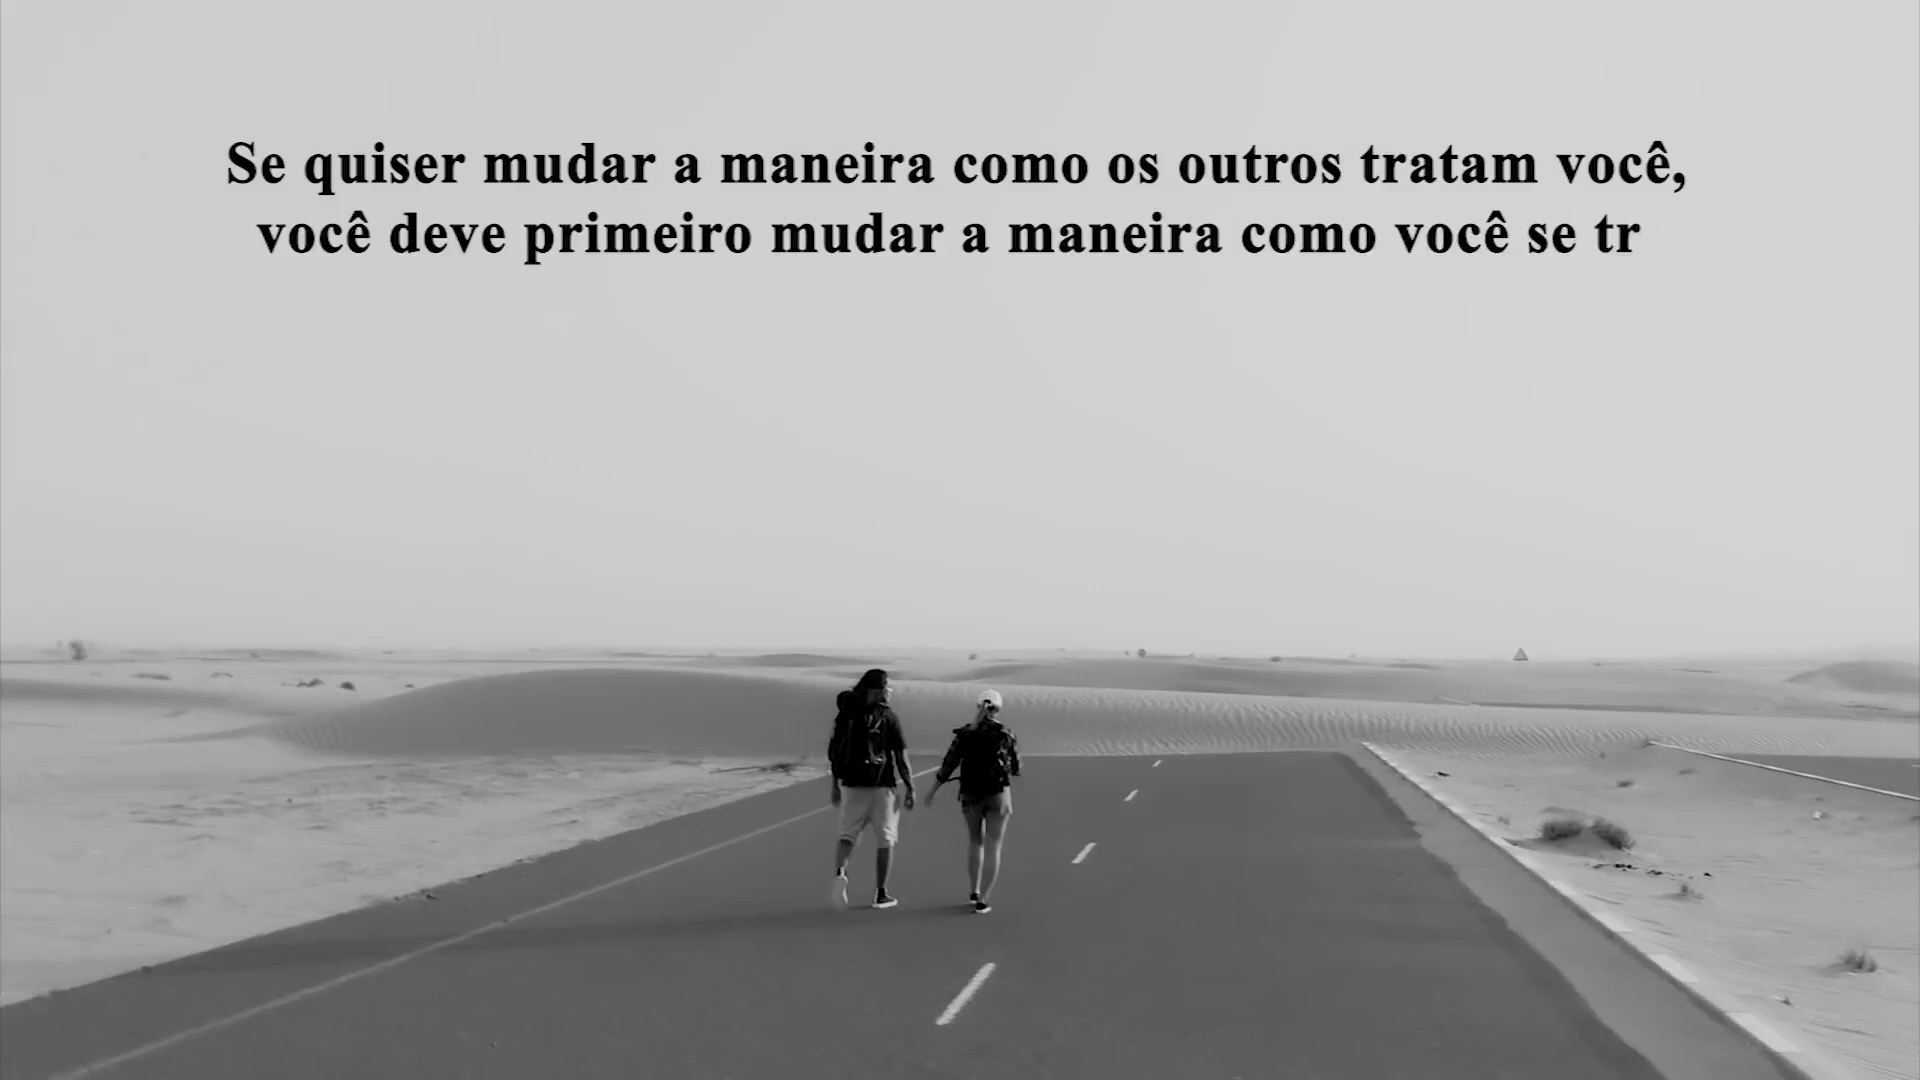 Se quiser mudar a maneira como os outros tratam você,
você deve primeiro mudar a maneira como você se tr